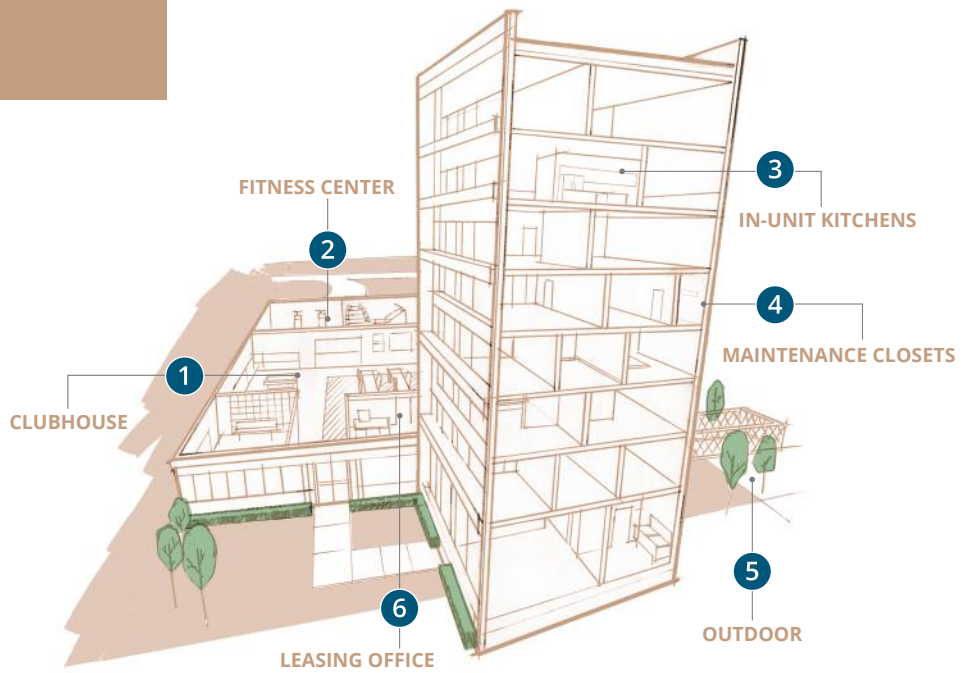 FITNESS CENTER
2
3
IN-UNIT KITCHENS
4
MAINTENANCE CLOSETS
1
CLUBHOUSE
5
OUTDOOR
6
LEASING OFFICE